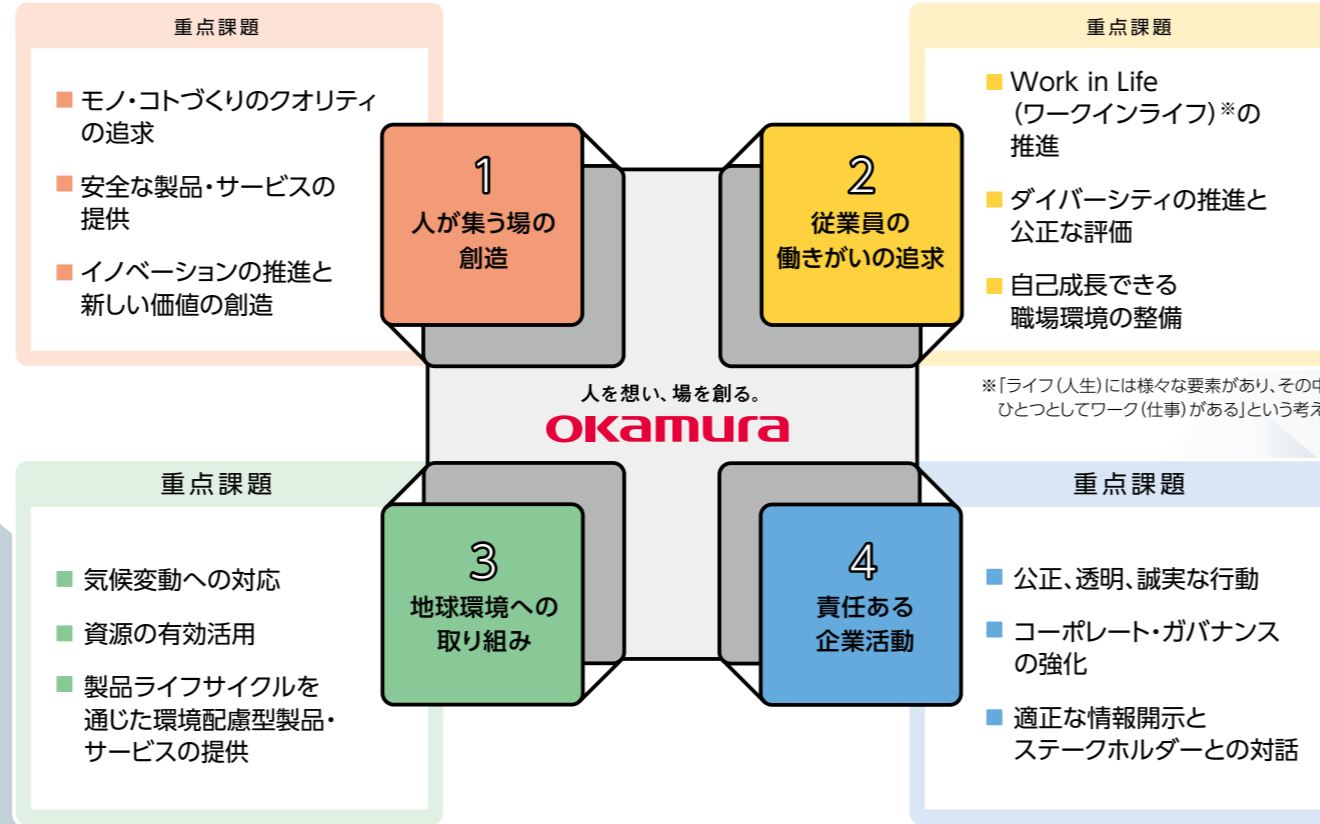 重点課題
■ モノ・コトづくりのクオリティ
の追求
■ 安全な製品・サービスの
提供
■ イノベーションの推進と
新しい価値の創造
1
人が集う場の
創造
重点課題
■ Work in Life
(ワークインライフ)※の
推進
■ ダイバーシティの推進と
公正な評価
■ 自己成長できる
職場環境の整備
2
従業員の
働きがいの追求
※「ライフ(人生)には様々な要素があり、その中
ひとつとしてワーク(仕事)がある」という考え
人を想い、場を創る。
okamura
重点課題
■ 気候変動への対応
■ 資源の有効活用
■ 製品ライフサイクルを
通じた環境配慮型製品・
サービスの提供
3
地球環境への
取り組み
重点課題
■ 公正、透明、誠実な行動
■ コーポレート・ガバナンス
の強化
■ 適正な情報開示と
ステークホルダーとの対話
4
責任ある
企業活動